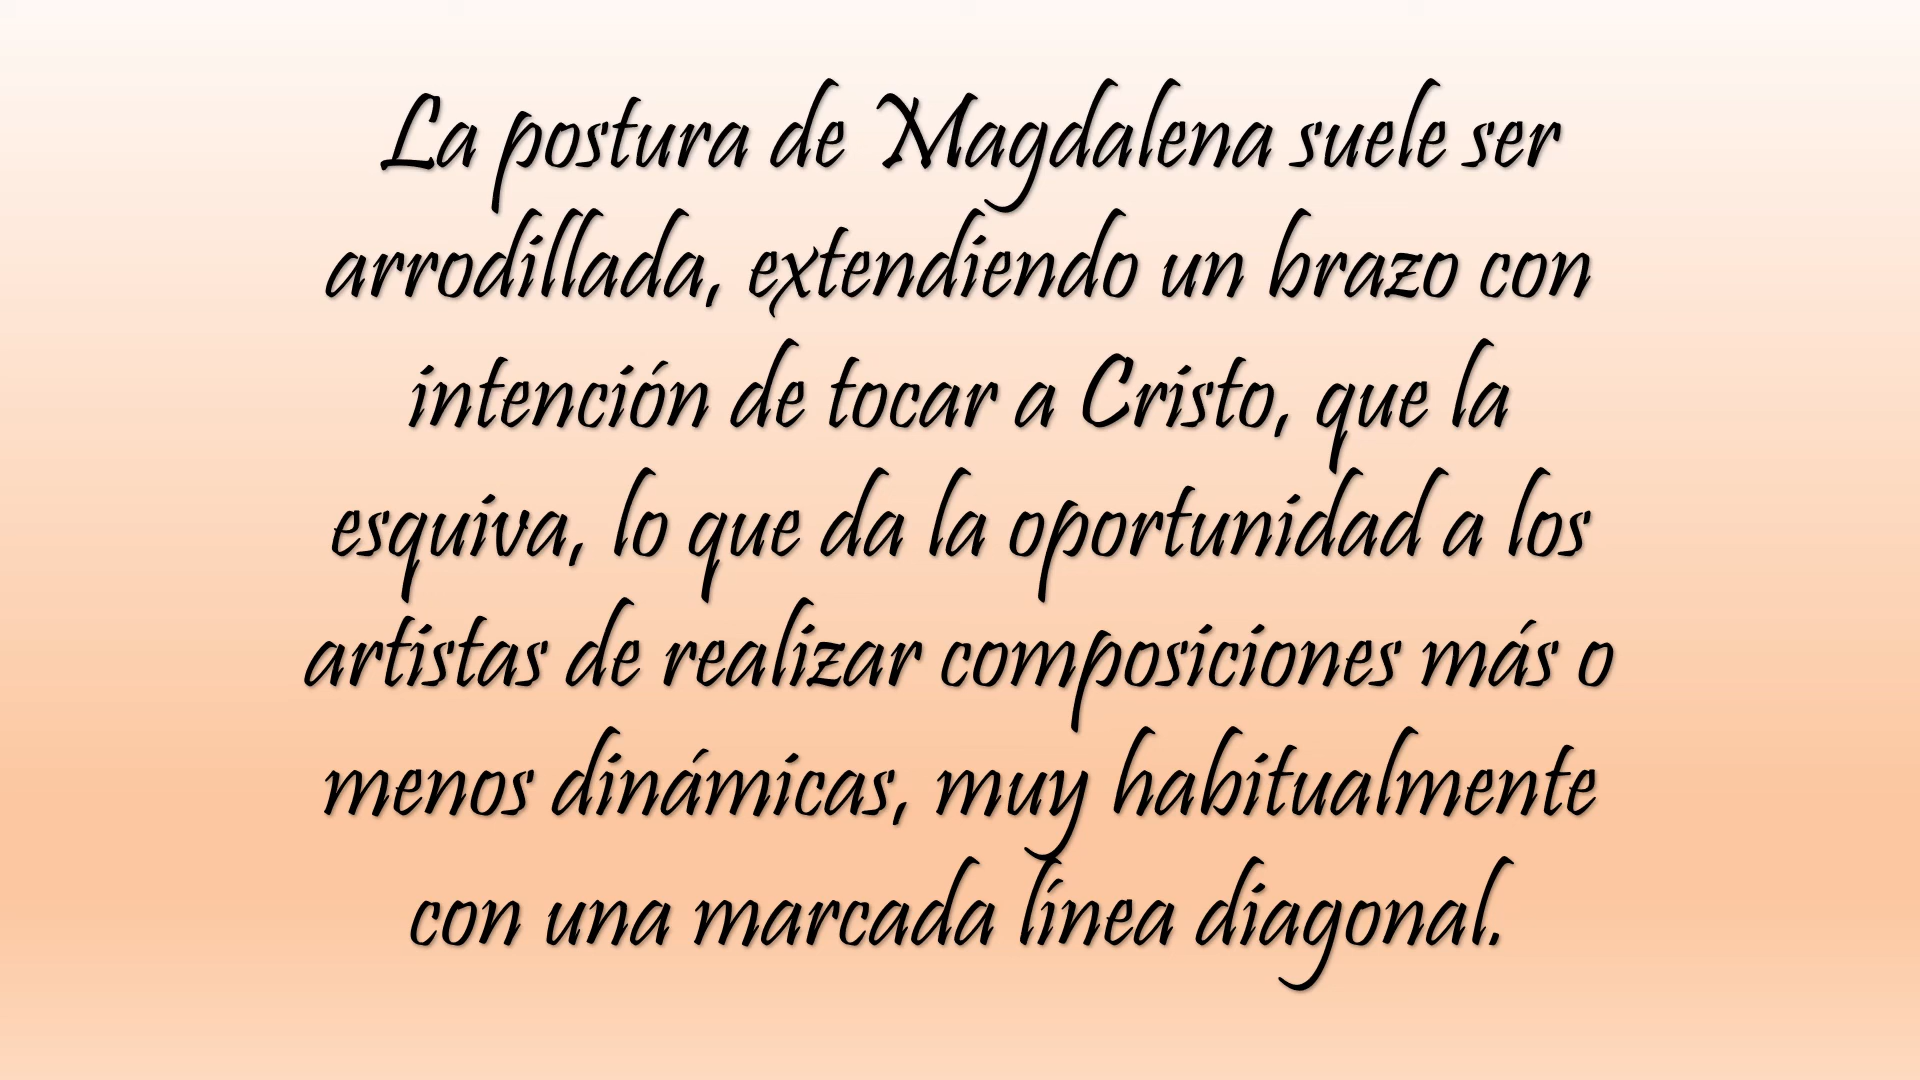 La postura de Magdalena suele ser
arrodillada, extendiendo un brazo con
intención de tocar a Cristo, que la
esquiva, lo que da la oportunidad a los
artistas de realizar composiciones más o
menos dinámicas, muy habitualmente
con una marcada línea diagonal.